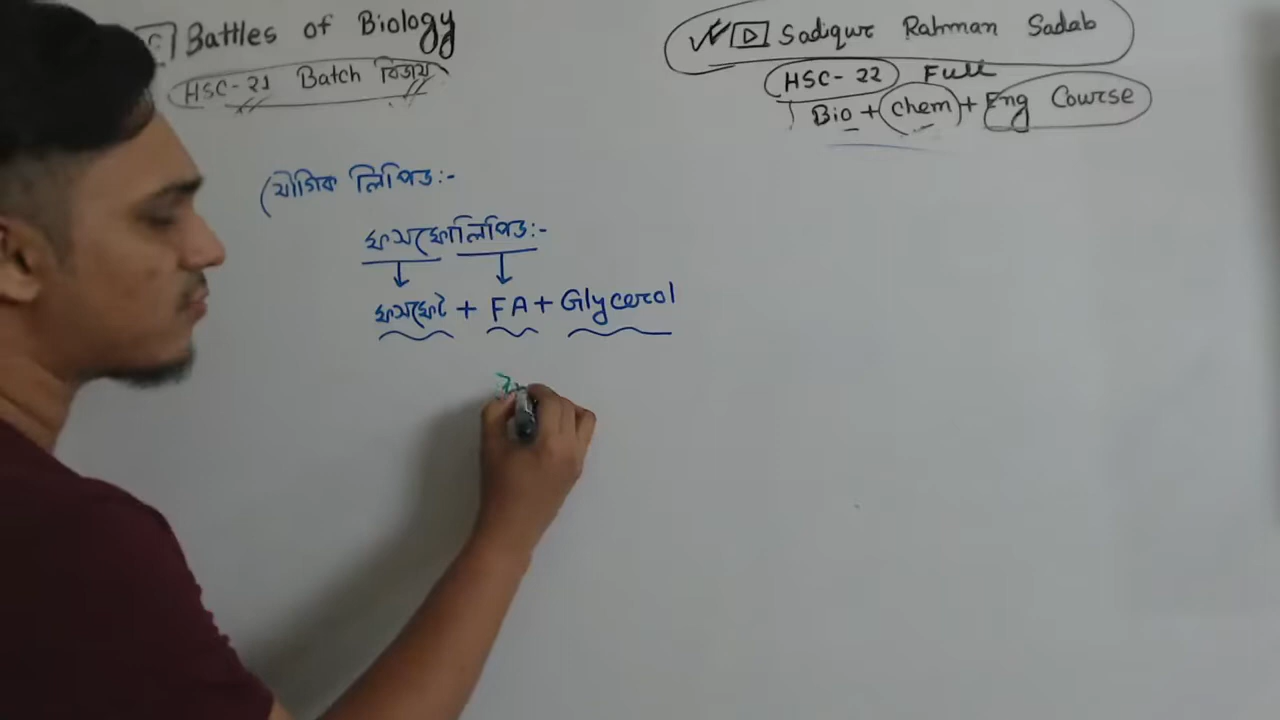 Battles of Biology
HSC-21 Batch বিজয়
Sadiqur Rahman Sadab
HSC-22 Full
Bio + Chem + Eng Course
(যৌগিক লিপিড:-
ফসফোলিপিড:-
ফসফেট + FA + Glycerol